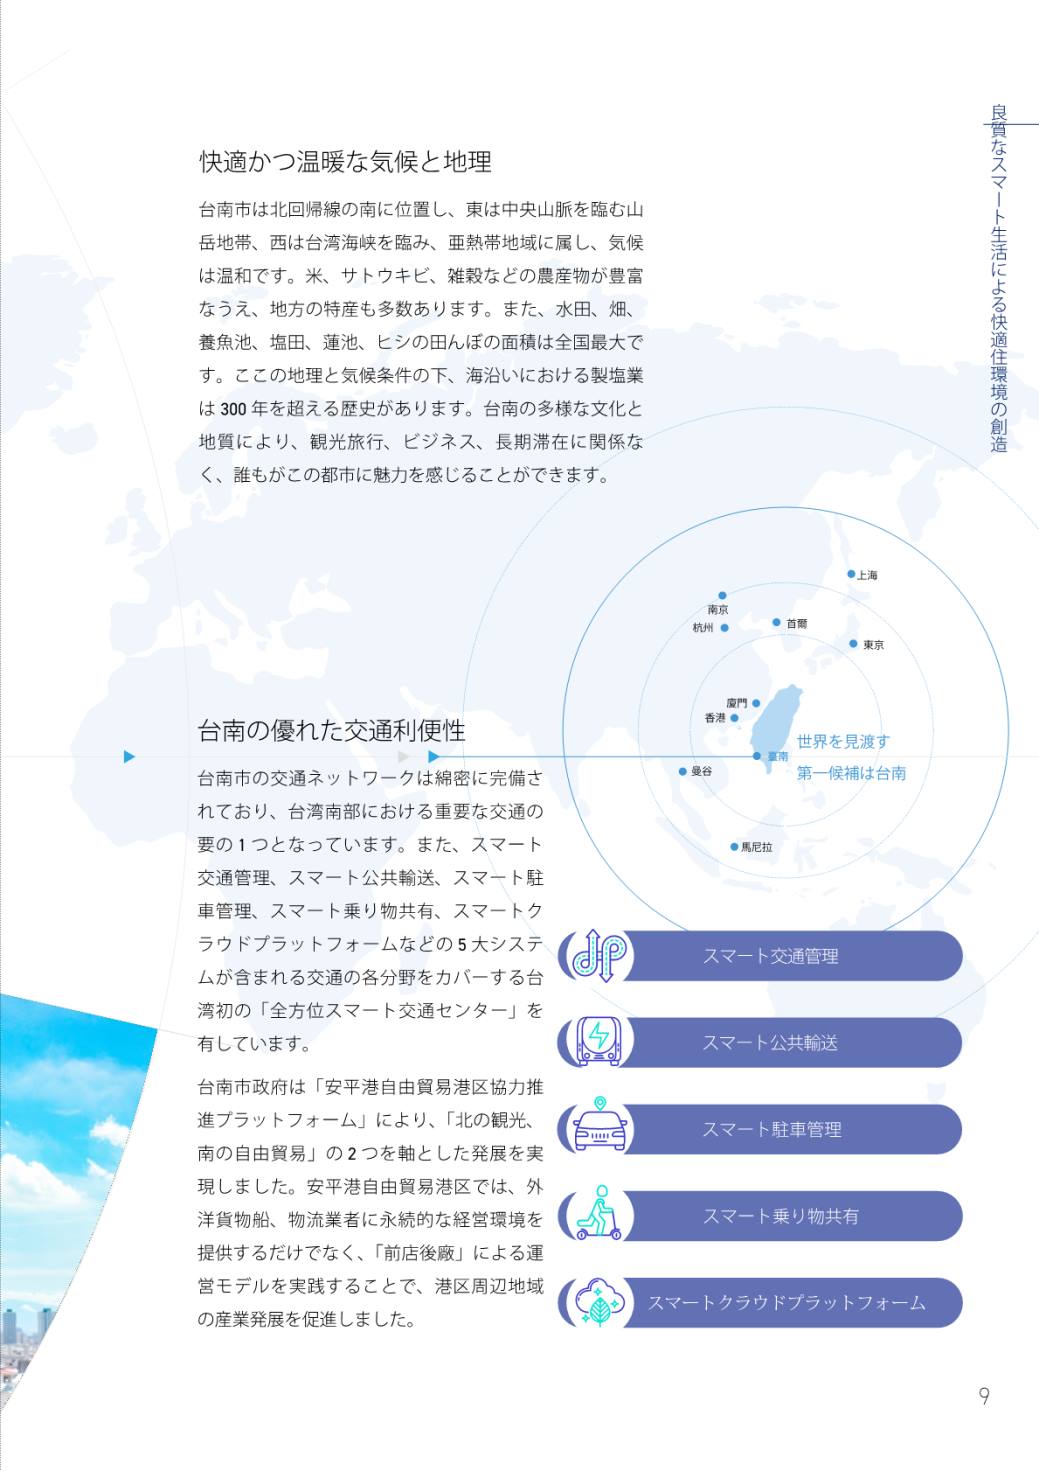 良質なスマート生活による快適住環境の創造
快適かつ温暖な気候と地理
台南市は北回帰線の南に位置し、東は中央山脈を臨む山
岳地帯、西は台湾海峡を臨み、亜熱帯地域に属し、気候
は温和です。米、サトウキビ、雑穀などの農産物が豊富
なうえ、地方の特産も多数あります。また、水田、畑、
養魚池、塩田、蓮池、ヒシの田んぼの面積は全国最大で
す。ここの地理と気候条件の下、海沿いにおける製塩業
は 300 年を超える歴史があります。台南の多様な文化と
地質により、観光旅行、ビジネス、長期滞在に関係な
く、誰もがこの都市に魅力を感じることができます。
上海
南京
杭州
首爾
東京
廈門
香港
臺南
曼谷
馬尼拉
世界を見渡す
第一候補は台南
台南の優れた交通利便性
台南市の交通ネットワークは綿密に完備さ
れており、台湾南部における重要な交通の
要の 1 つとなっています。また、スマート
交通管理、スマート公共輸送、スマート駐
車管理、スマート乗り物共有、スマートク
ラウドプラットフォームなどの 5 大システ
ムが含まれる交通の各分野をカバーする台
湾初の「全方位スマート交通センター」を
有しています。
台南市政府は「安平港自由貿易港区協力推
進プラットフォーム」により、「北の観光、
南の自由貿易」の 2 つを軸とした発展を実
現しました。安平港自由貿易港区では、外
洋貨物船、物流業者に永続的な経営環境を
提供するだけでなく、「前店後廠」による運
営モデルを実践することで、港区周辺地域
の産業発展を促進しました。
スマート交通管理
スマート公共輸送
スマート駐車管理
スマート乗り物共有
スマートクラウドプラットフォーム
9